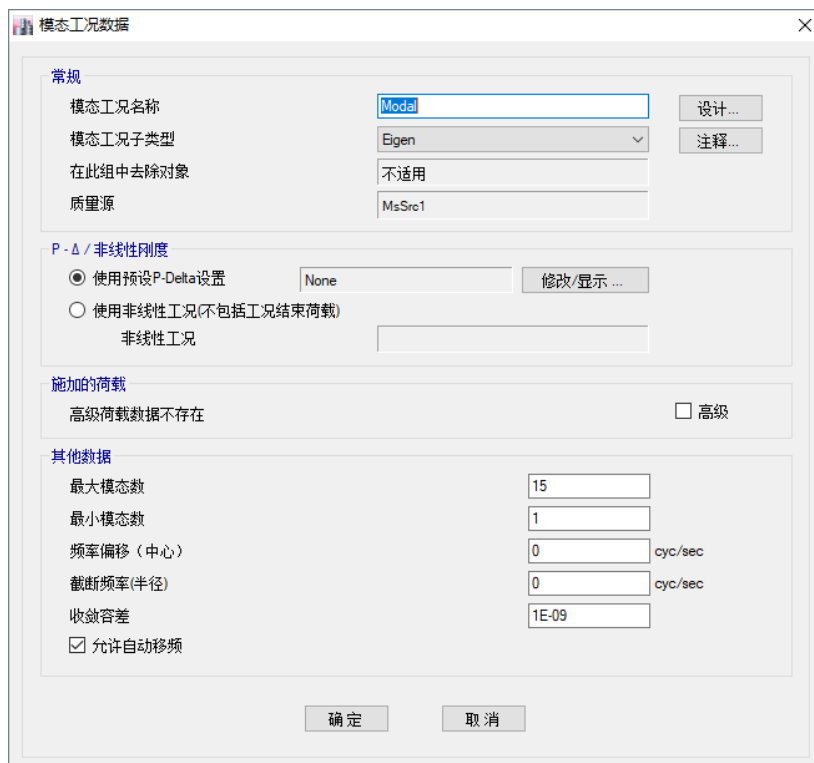 模态工况数据
常规
模态工况名称 Modal 设计...
模态工况子类型 Eigen 注释...
在此组中去除对象 不适用
质量源 MsSrc1
P - Δ / 非线性刚度
使用预设P-Delta设置 None 修改/显示 ...
使用非线性工况(不包括工况结束荷载)
非线性工况
施加的荷载
高级荷载数据不存在 高级
其他数据
最大模态数 15
最小模态数 1
频率偏移（中心） 0 cyc/sec
截断频率(半径) 0 cyc/sec
收敛容差 1E-09
允许自动移频
确定 取消